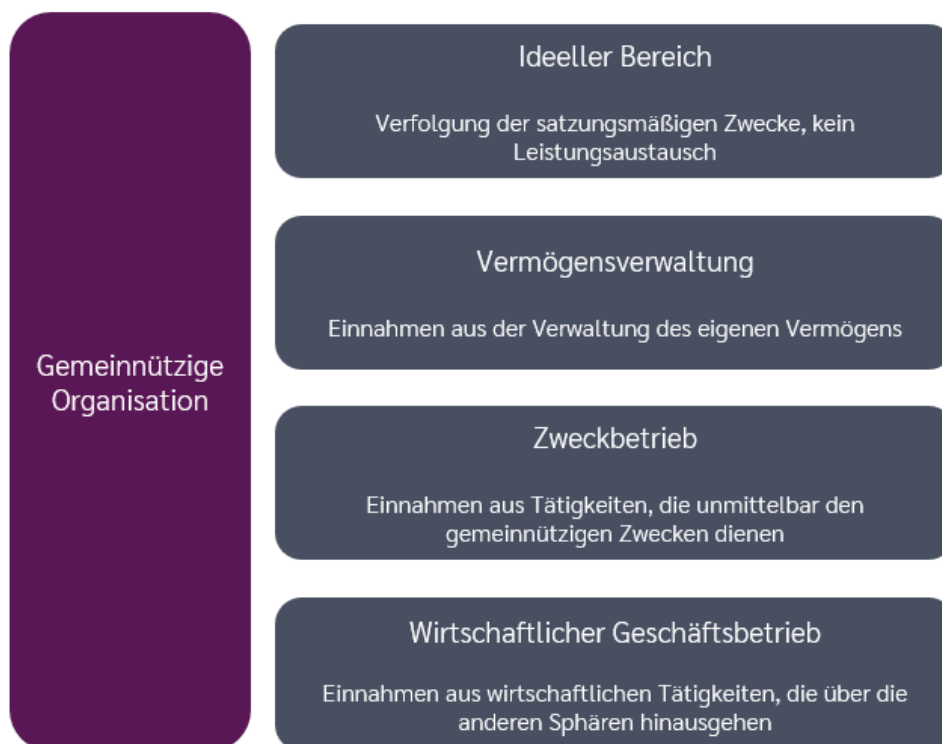 Gemeinnützige
Organisation
Ideeller Bereich
Verfolgung der satzungsmäßigen Zwecke, kein
Leistungsaustausch
Vermögensverwaltung
Einnahmen aus der Verwaltung des eigenen Vermögens
Zweckbetrieb
Einnahmen aus Tätigkeiten, die unmittelbar den
gemeinnützigen Zwecken dienen
Wirtschaftlicher Geschäftsbetrieb
Einnahmen aus wirtschaftlichen Tätigkeiten, die über die
anderen Sphären hinausgehen